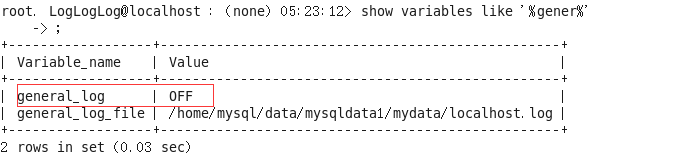 root. LogLogLog@localhost : (none) 05:23:12> show variables like '%gener%'
    -> ;
+------------------+------------------------------------------------+
| Variable_name    | Value                                          |
+------------------+------------------------------------------------+
| general_log      | OFF                                            |
| general_log_file | /home/mysql/data/mysqldata1/mydata/localhost.log |
+------------------+------------------------------------------------+
2 rows in set (0.03 sec)